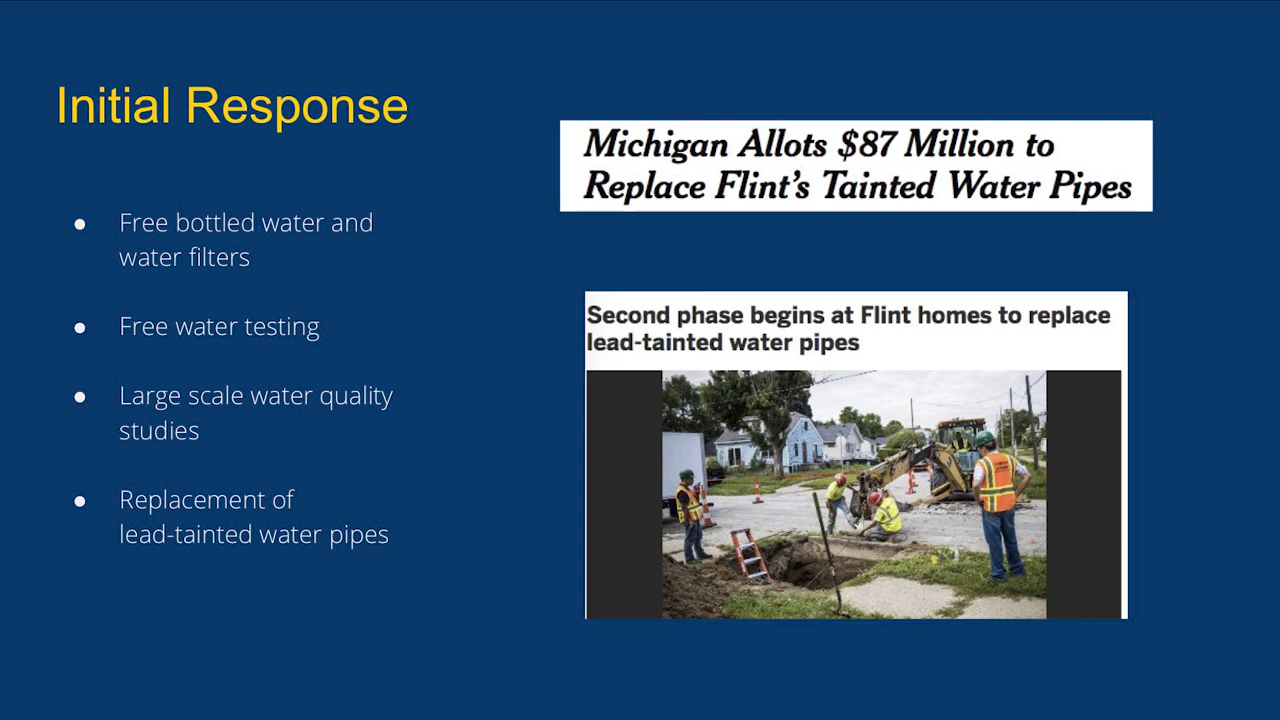 Initial Response
Michigan Allots $87 Million to
Replace Flint's Tainted Water Pipes
● Free bottled water and
water filters
● Free water testing
● Large scale water quality
studies
● Replacement of
lead-tainted water pipes
Second phase begins at Flint homes to replace
lead-tainted water pipes